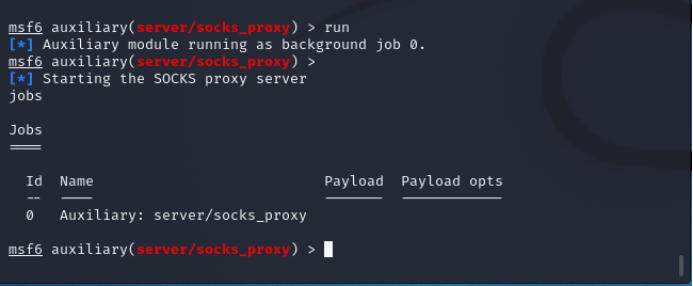 msf6 auxiliary(server/socks_proxy) > run
[*] Auxiliary module running as background job 0.
msf6 auxiliary(server/socks_proxy) >
[*] Starting the SOCKS proxy server
jobs
Jobs
====
Id  Name                            Payload  Payload opts
--  ----                            -------  ------------
0   Auxiliary: server/socks_proxy
msf6 auxiliary(server/socks_proxy) >